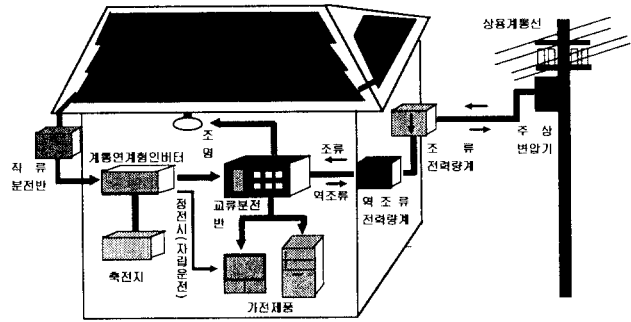 상용계통선
조명
조류
조 류
전력량계
주 상
변압기
직 류
분전반
계통연계형인버터
교류분전
반
역조류
역 조 류
전력량계
정전시(자립운전)
축전지
가전제품